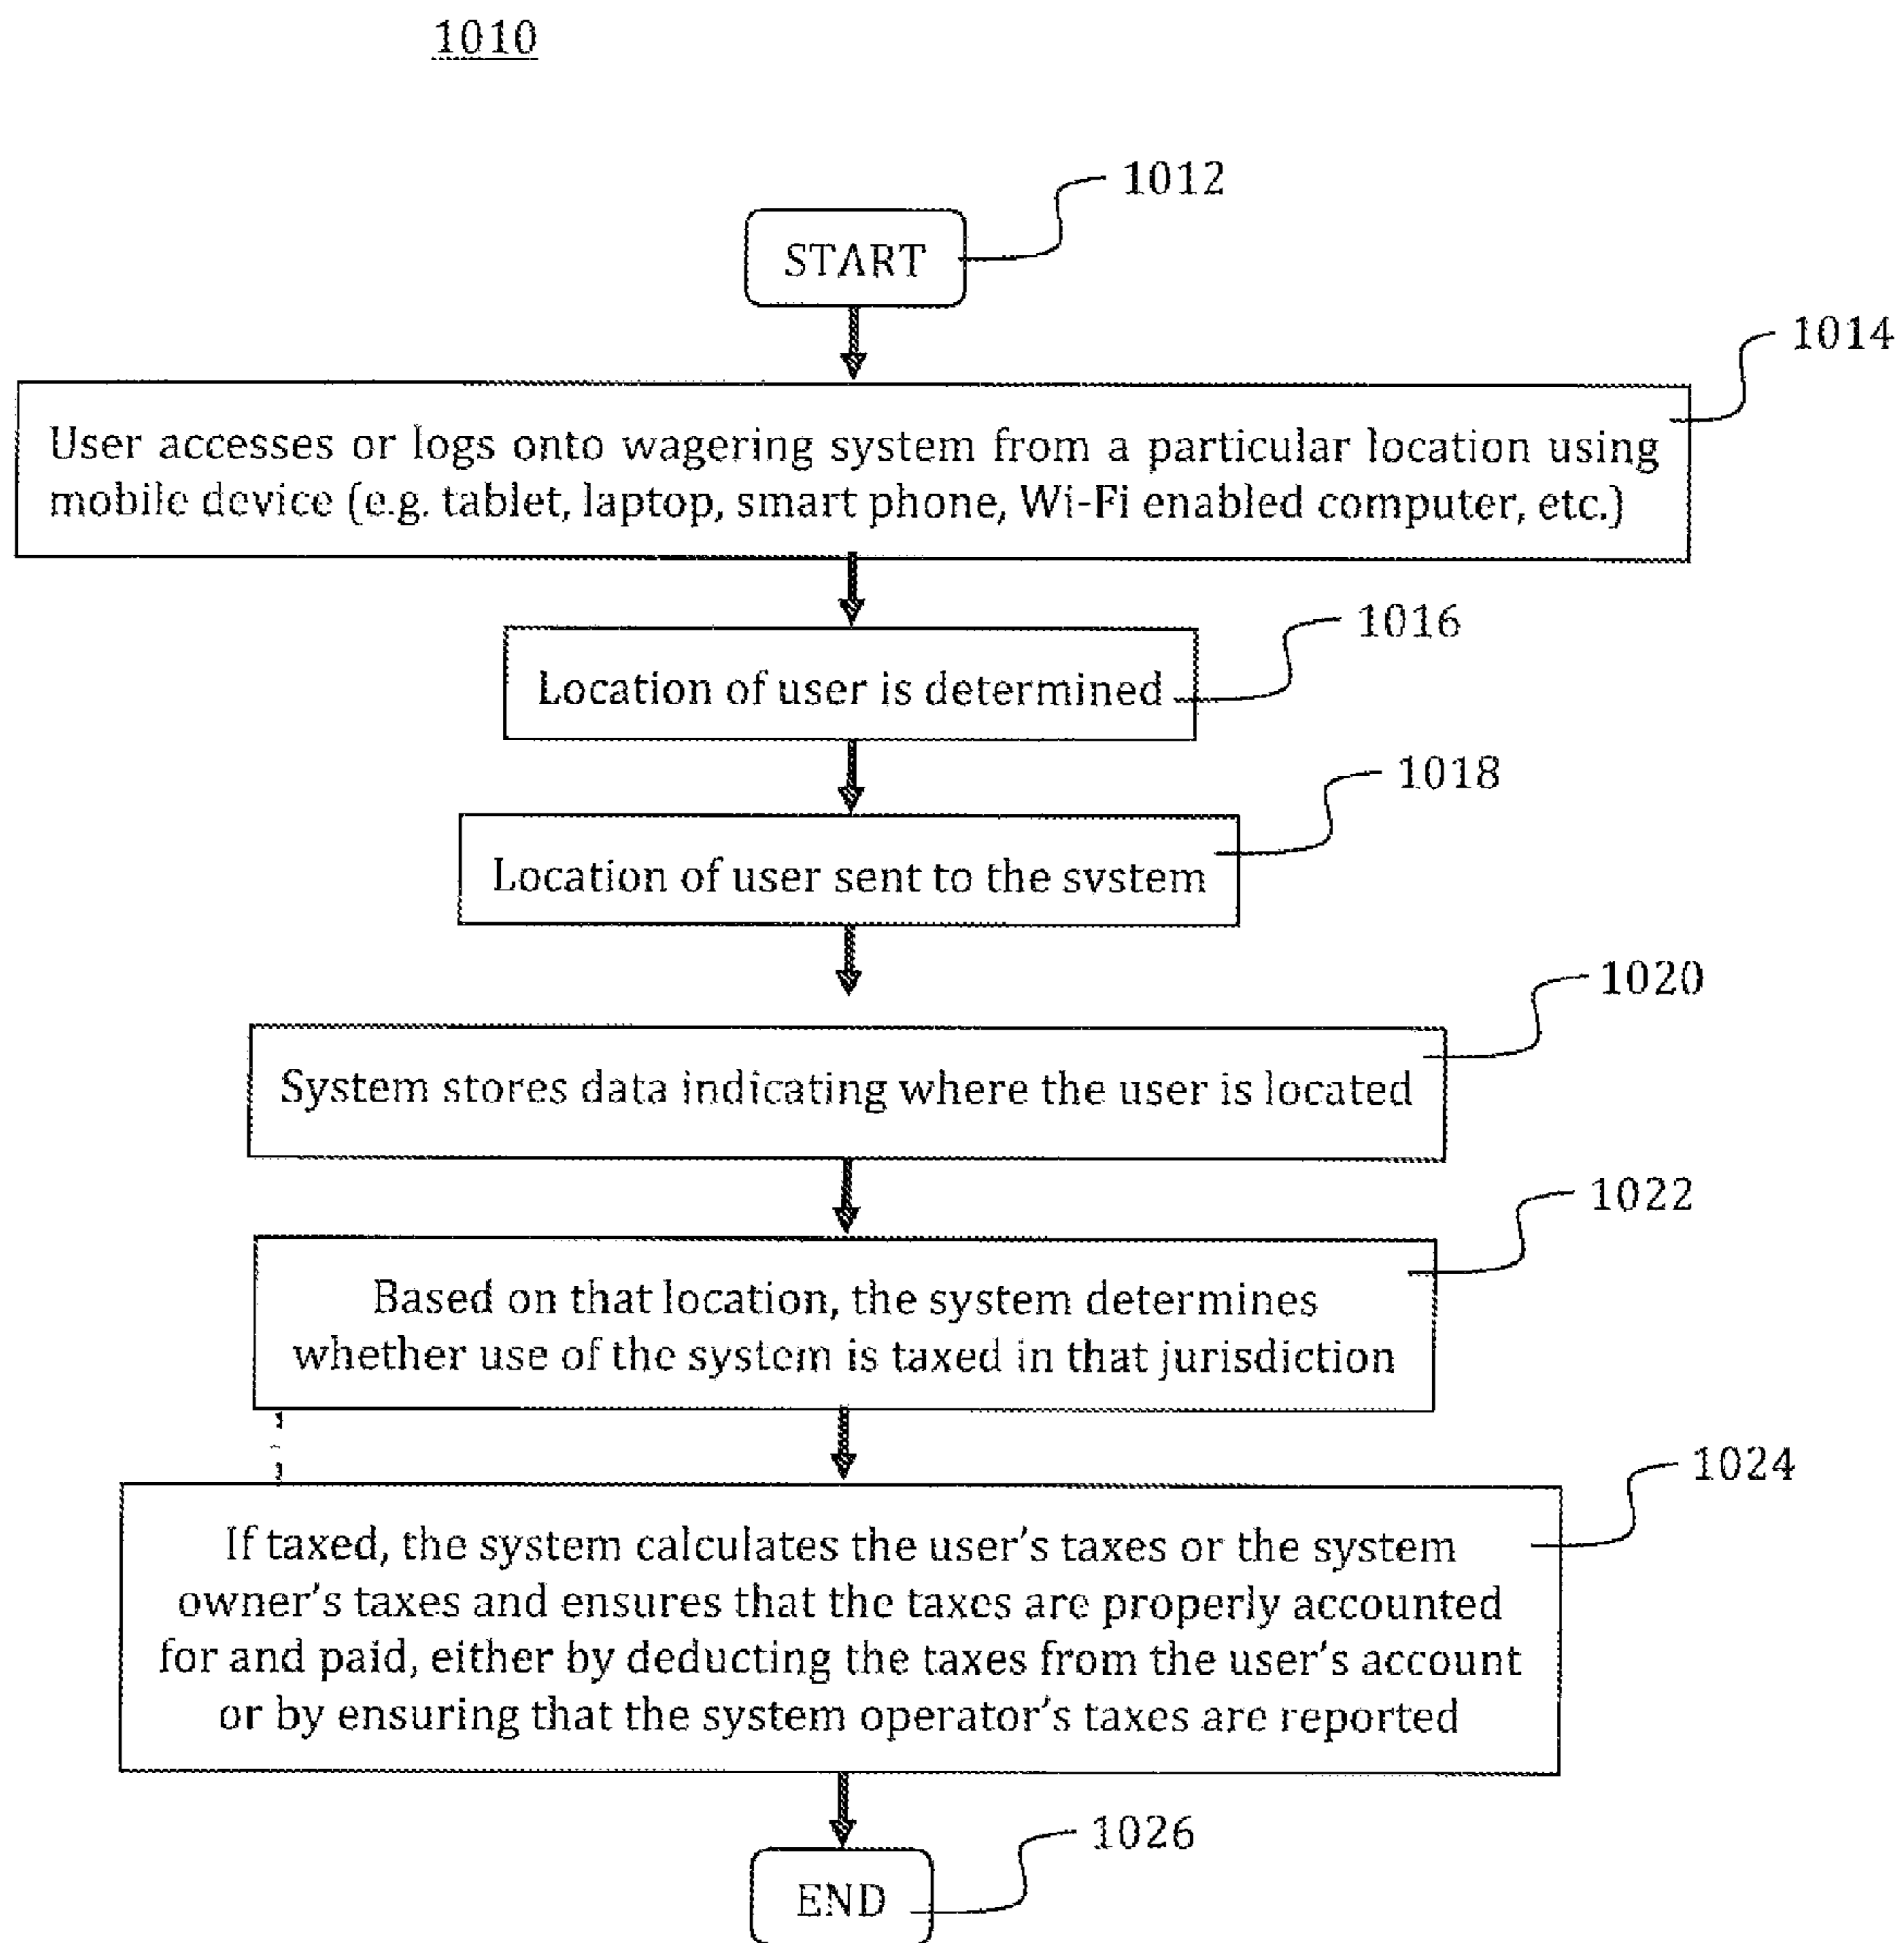 1010
1012
START
1014
User accesses or logs onto wagering system from a particular location using
mobile device (e.g. tablet, laptop, smart phone, Wi-Fi enabled computer, etc.)
1016
Location of user is determined
1018
Location of user sent to the system
1020
System stores data indicating where the user is located
1022
Based on that location, the system determines
whether use of the system is taxed in that jurisdiction
1024
If taxed, the system calculates the user's taxes or the system
owner's taxes and ensures that the taxes are properly accounted
for and paid, either by deducting the taxes from the user's account
or by ensuring that the system operator's taxes are reported
1026
END